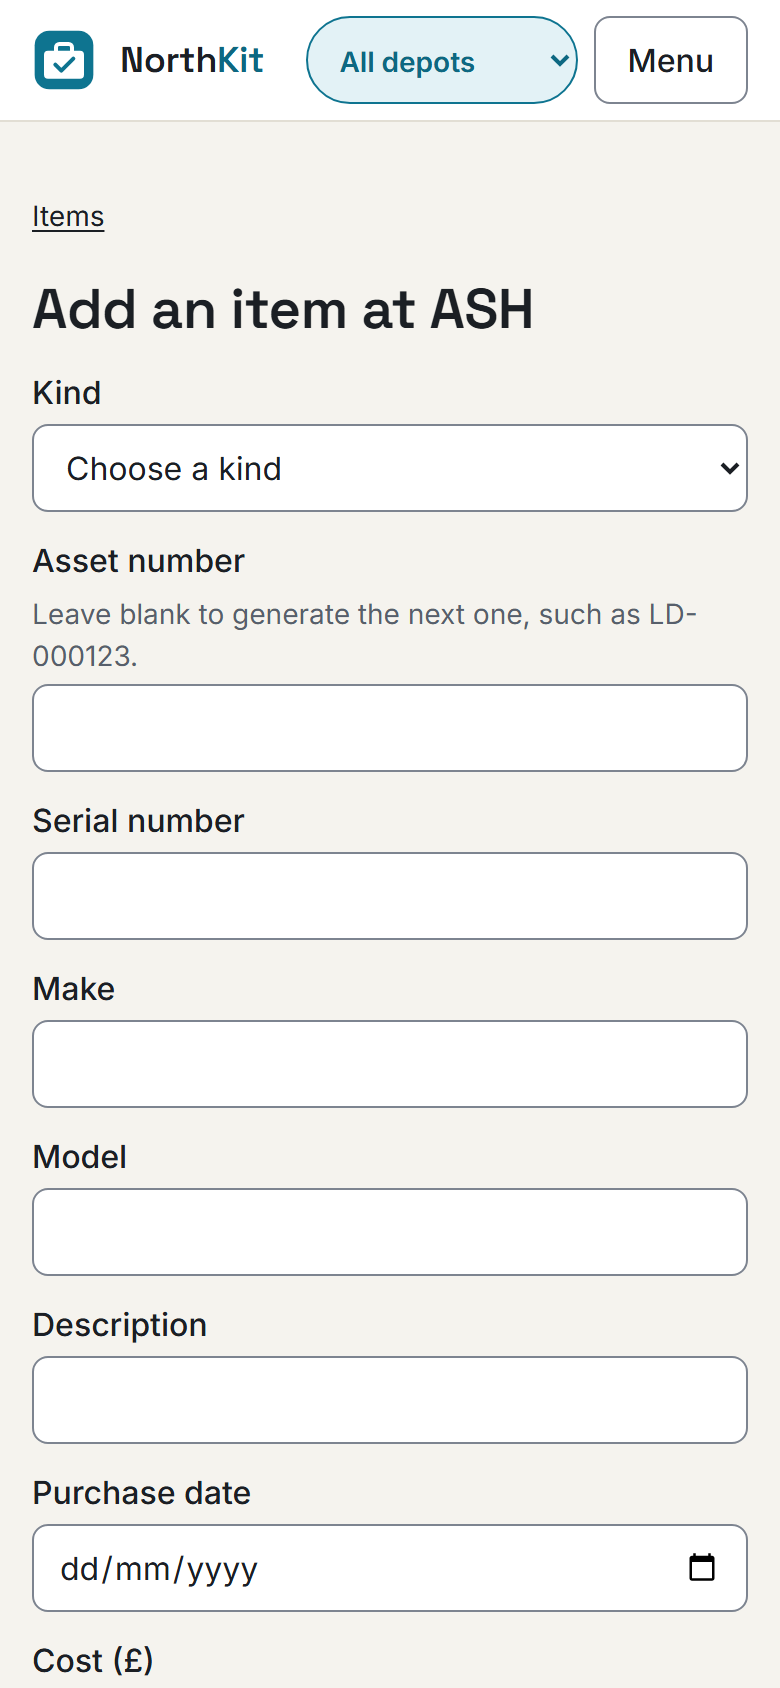 NorthKit
All depots
Menu
Items
Add an item at ASH
Kind
Choose a kind
Asset number
Leave blank to generate the next one, such as LD-
000123.
Serial number
Make
Model
Description
Purchase date
dd/mm/yyyy
Cost (£)